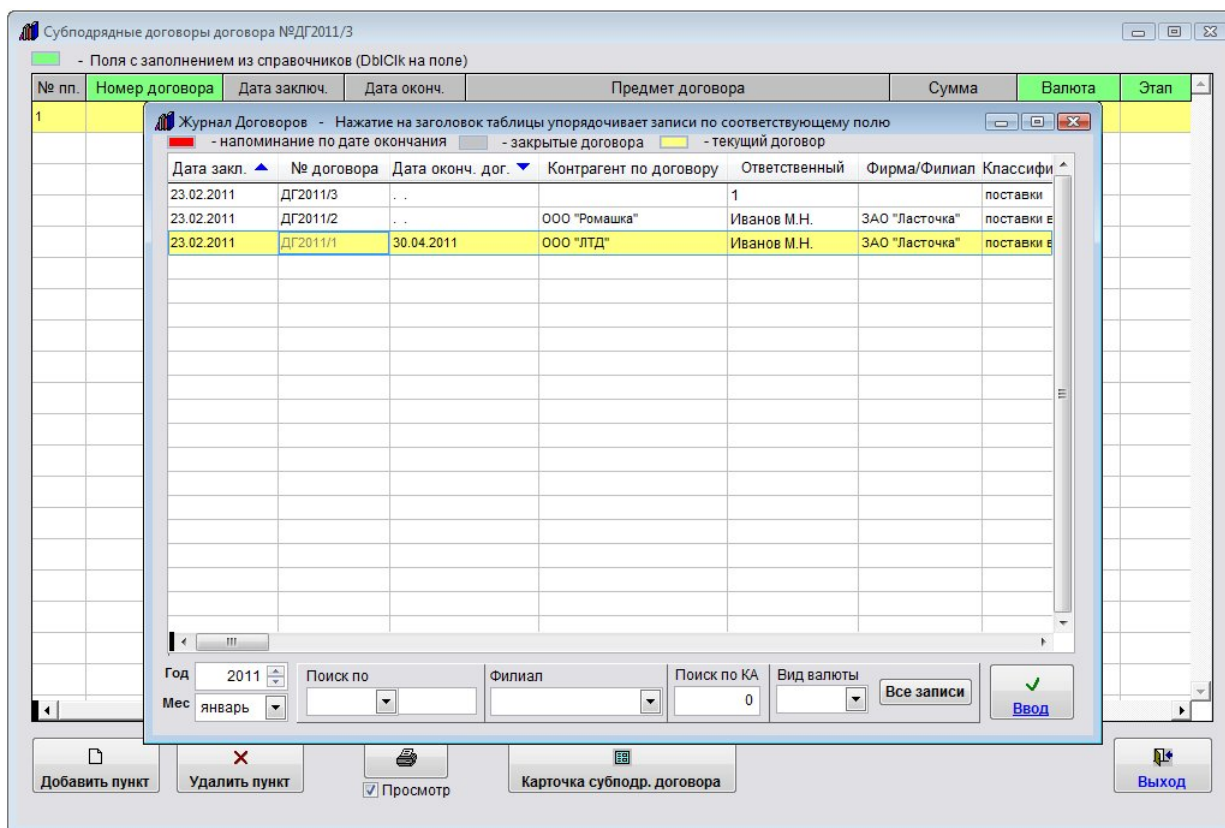 Субподрядные договоры договора №ДГ2011/3
- Поля с заполнением из справочников (DblClk на поле)
№ пп. Номер договора Дата заключ. Дата оконч. Предмет договора Сумма Валюта Этап
1
Журнал Договоров - Нажатие на заголовок таблицы упорядочивает записи по соответствующему полю
- напоминание по дате окончания - закрытые договора - текущий договор
Дата закл. № договора Дата оконч. дог. Контрагент по договору Ответственный Фирма/Филиал Классифи
23.02.2011 ДГ2011/3 . . 1 поставки
23.02.2011 ДГ2011/2 . . ООО "Ромашка" Иванов М.Н. ЗАО "Ласточка" поставки в
23.02.2011 ДГ2011/1 30.04.2011 ООО "ЛТД" Иванов М.Н. ЗАО "Ласточка" поставки в
Год 2011 Поиск по Филиал Поиск по КА Вид валюты
Мес январь 0 Все записи Ввод
Добавить пункт Удалить пункт Просмотр Карточка субподр. договора Выход